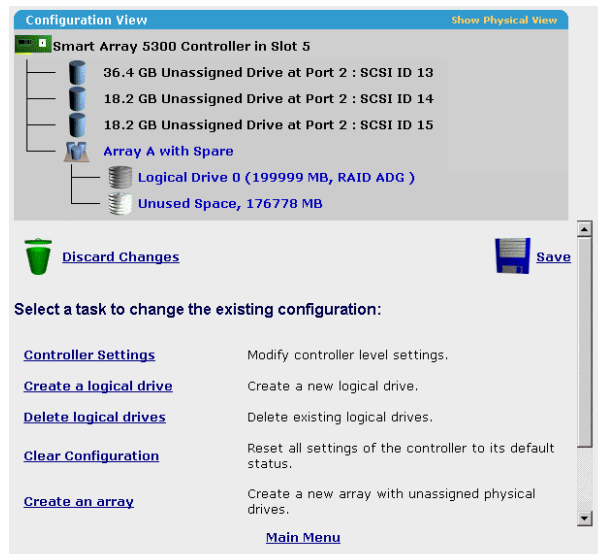 Configuration View Show Physical View
Smart Array 5300 Controller in Slot 5
36.4 GB Unassigned Drive at Port 2 : SCSI ID 13
18.2 GB Unassigned Drive at Port 2 : SCSI ID 14
18.2 GB Unassigned Drive at Port 2 : SCSI ID 15
Array A with Spare
Logical Drive 0 (199999 MB, RAID ADG )
Unused Space, 176778 MB
Discard Changes Save
Select a task to change the existing configuration:
Controller Settings Modify controller level settings.
Create a logical drive Create a new logical drive.
Delete logical drives Delete existing logical drives.
Clear Configuration Reset all settings of the controller to its default
status.
Create an array Create a new array with unassigned physical
drives.
Main Menu